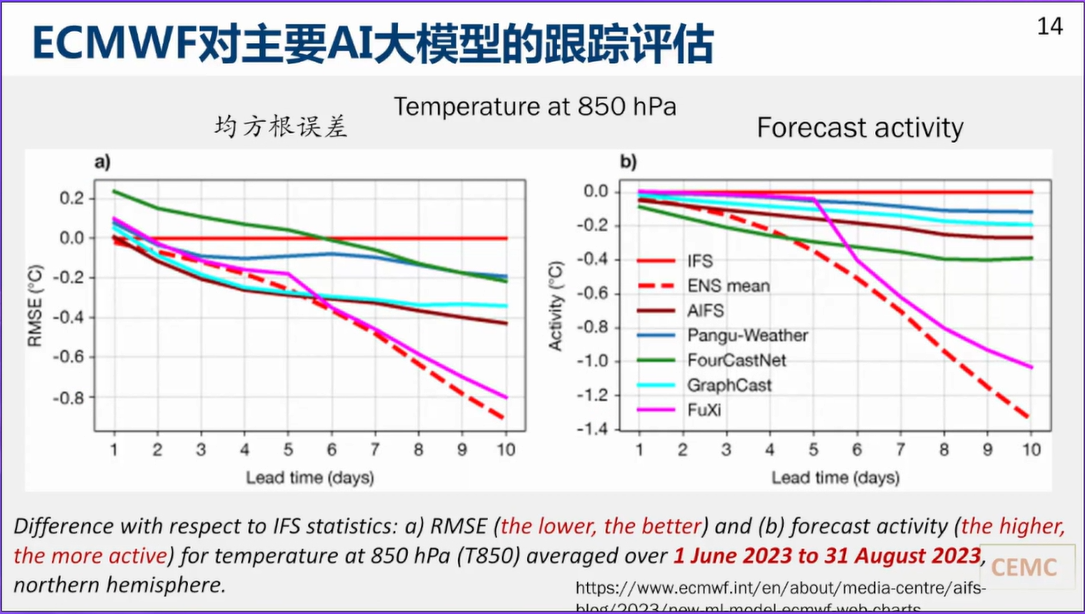 ECMWF对主要AI大模型的跟踪评估
14
Temperature at 850 hPa
均方根误差
Forecast activity
a)
RMSE (°C)
0.2
0.0
-0.2
-0.4
-0.6
-0.8
1 2 3 4 5 6 7 8 9 10
Lead time (days)
b)
Activity (°C)
0.0
-0.2
-0.4
-0.6
-0.8
-1.0
-1.2
-1.4
IFS
ENS mean
AIFS
Pangu-Weather
FourCastNet
GraphCast
FuXi
1 2 3 4 5 6 7 8 9 10
Lead time (days)
Difference with respect to IFS statistics: a) RMSE (the lower, the better) and (b) forecast activity (the higher,
the more active) for temperature at 850 hPa (T850) averaged over 1 June 2023 to 31 August 2023,
northern hemisphere.
CEMC
https://www.ecmwf.int/en/about/media-centre/aifs-
blog/2023/new-ml-model-ecmwf-web-charts